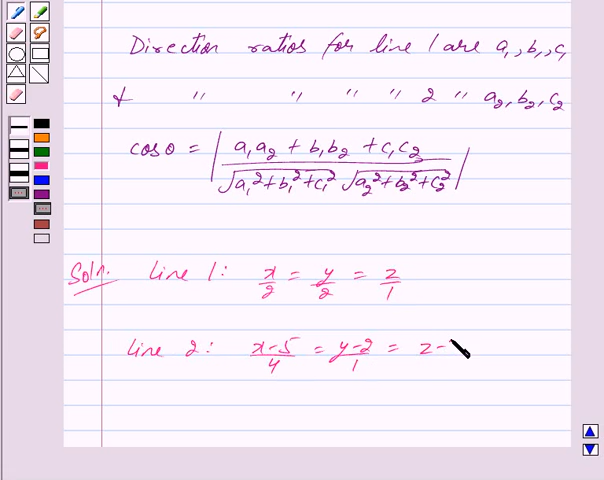 Direction ratios for line 1 are a₁, b₁, c₁
& " " " " 2 " a₂, b₂, c₂
cosθ = | a₁a₂ + b₁b₂ + c₁c₂ / √a₁²+b₁²+c₁² √a₂²+b₂²+c₂² |
Soln. Line 1: x/2 = y/2 = z/1
Line 2: x-5/4 = y-2/1 = z-